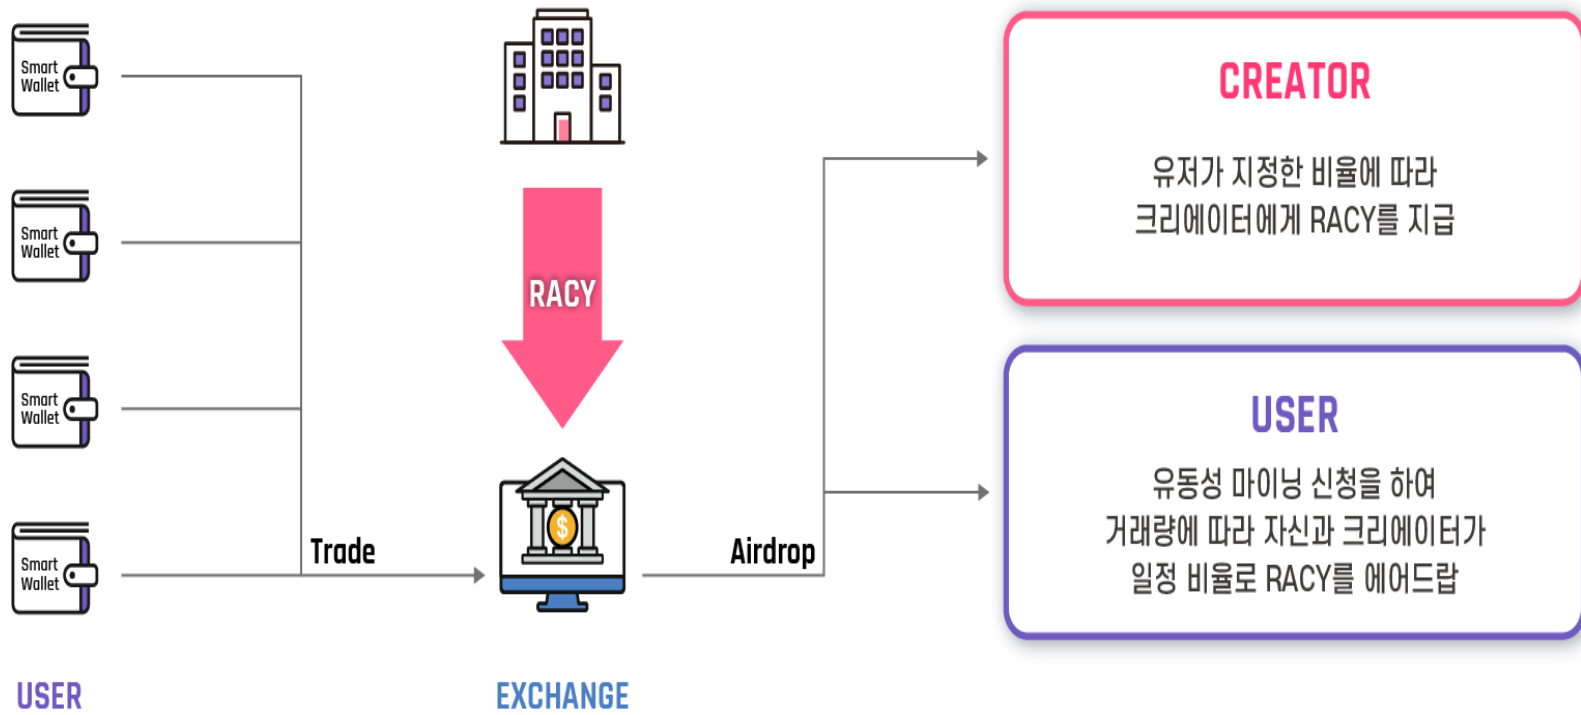 Smart
Wallet
Smart
Wallet
Smart
Wallet
Smart
Wallet
USER
Trade
RACY
EXCHANGE
Airdrop
CREATOR
유저가 지정한 비율에 따라
크리에이터에게 RACY를 지급
USER
유동성 마이닝 신청을 하여
거래량에 따라 자신과 크리에이터가
일정 비율로 RACY를 에어드랍